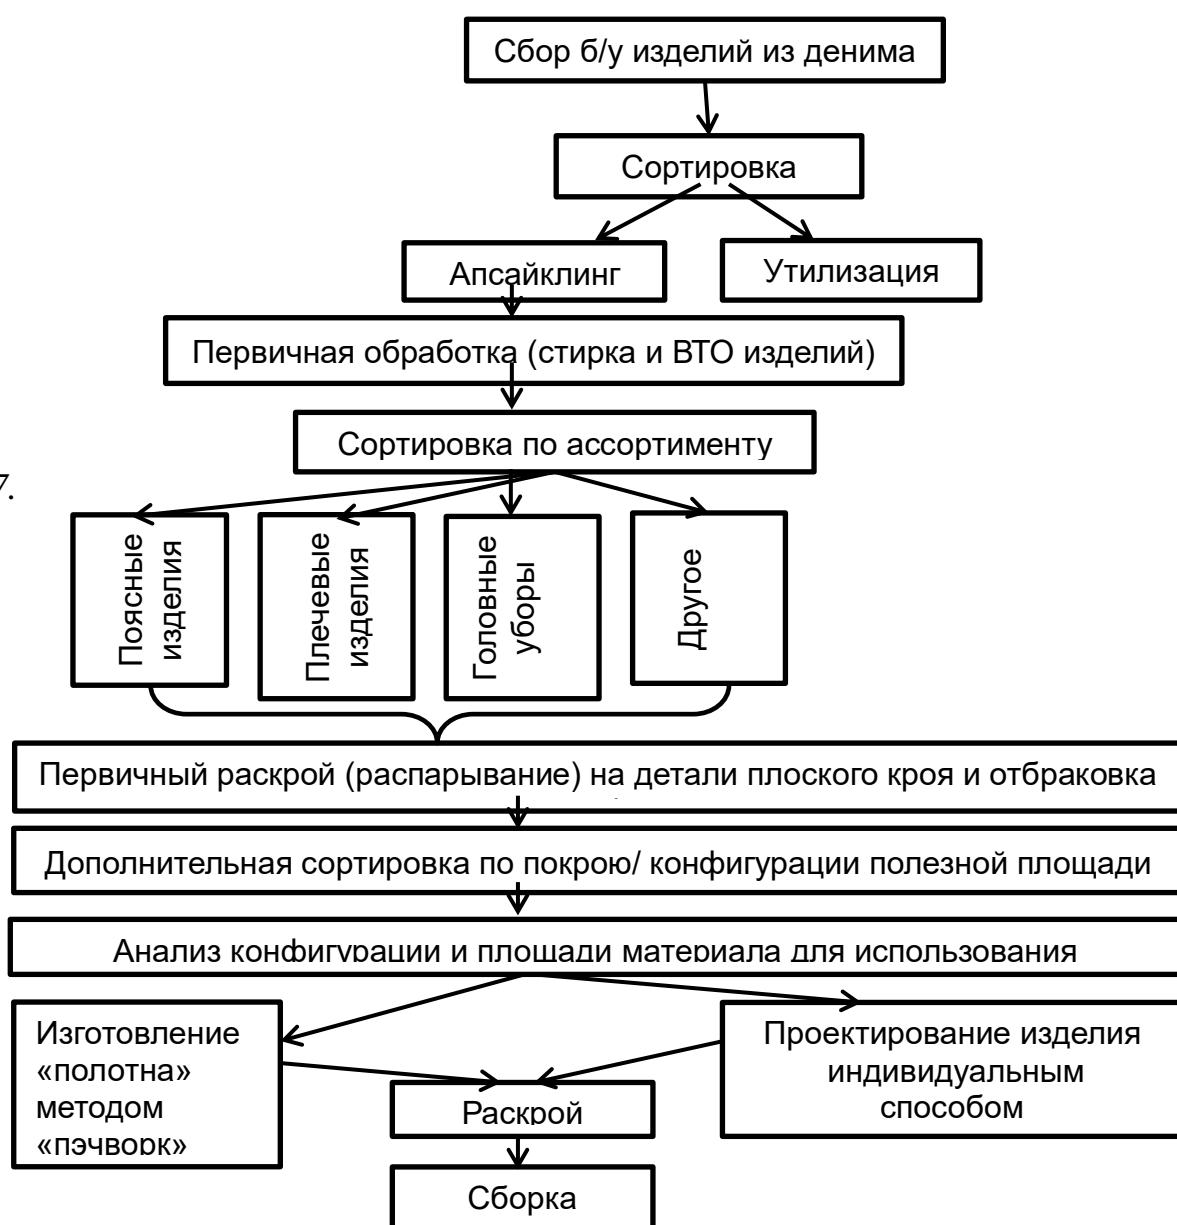 Сбор б/у изделий из денима
Сортировка
Апсайклинг
Утилизация
Первичная обработка (стирка и ВТО изделий)
Сортировка по ассортименту
7.
Поясные
изделия
Плечевые
изделия
Головные
уборы
Другое
Первичный раскрой (распарывание) на детали плоского кроя и отбраковка
Дополнительная сортировка по покрою/ конфигурации полезной площади
Анализ конфигурации и площади материала для использования
Изготовление
«полотна»
методом
«пэчворк»
Проектирование изделия
индивидуальным
способом
Раскрой
Сборка